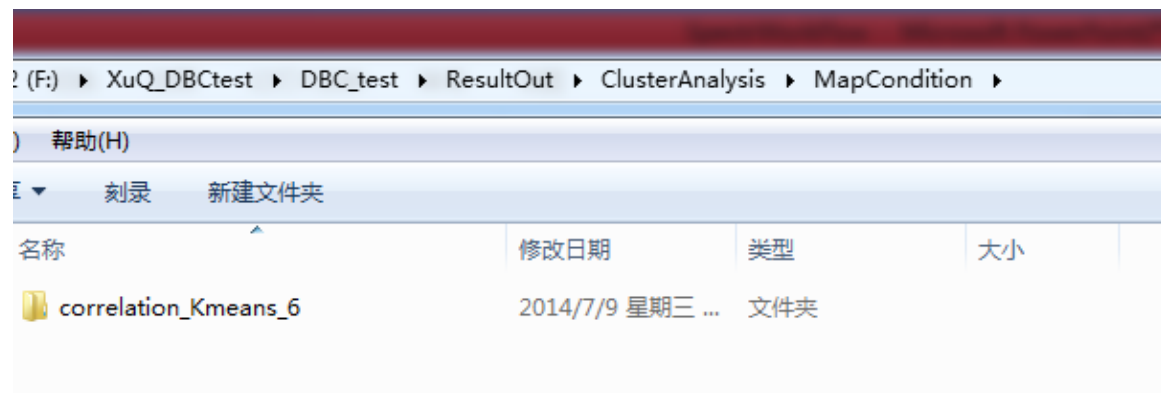 2 (F:) ▸ XuQ_DBCtest ▸ DBC_test ▸ ResultOut ▸ ClusterAnalysis ▸ MapCondition ▸
) 帮助(H)
刻录 新建文件夹
名称 修改日期 类型 大小
correlation_Kmeans_6 2014/7/9 星期三 ... 文件夹